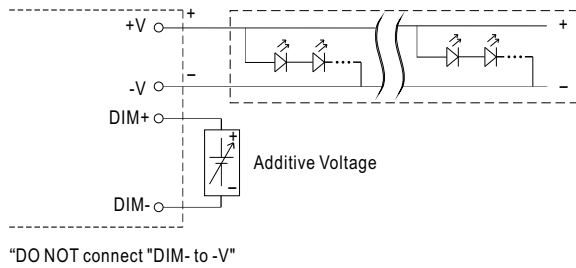 +V
+
+
-V
–
–
DIM+
+
–
Additive Voltage
DIM-
“DO NOT connect "DIM- to -V"